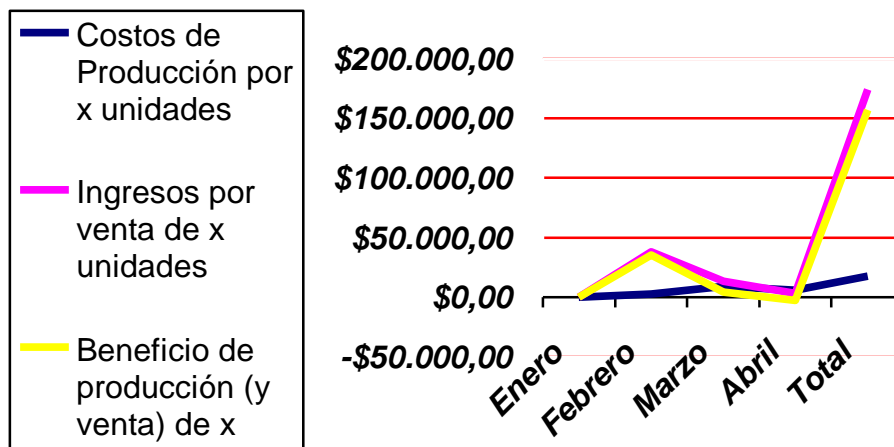 Costos de
Producción por
x unidades
Ingresos por
venta de x
unidades
Beneficio de
producción (y
venta) de x
$200.000,00
$150.000,00
$100.000,00
$50.000,00
$0,00
-$50.000,00
Enero
Febrero
Marzo
Abril
Total